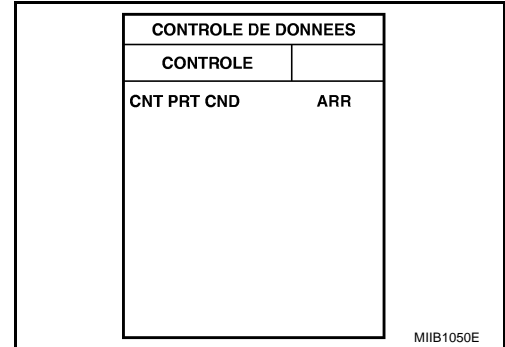 CONTROLE DE DONNEES
CONTROLE
CNT PRT CND ARR
MIIB1050E